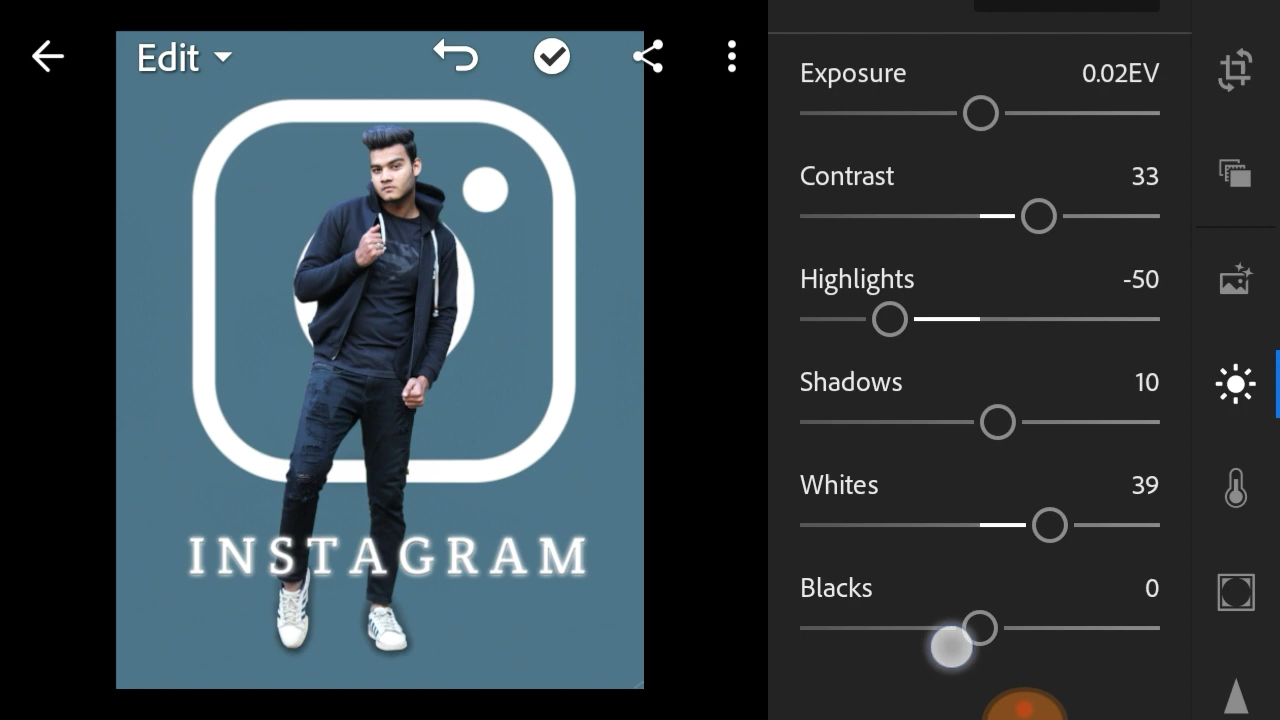 Edit
INSTAGRAM
Exposure 0.02EV
Contrast 33
Highlights -50
Shadows 10
Whites 39
Blacks 0